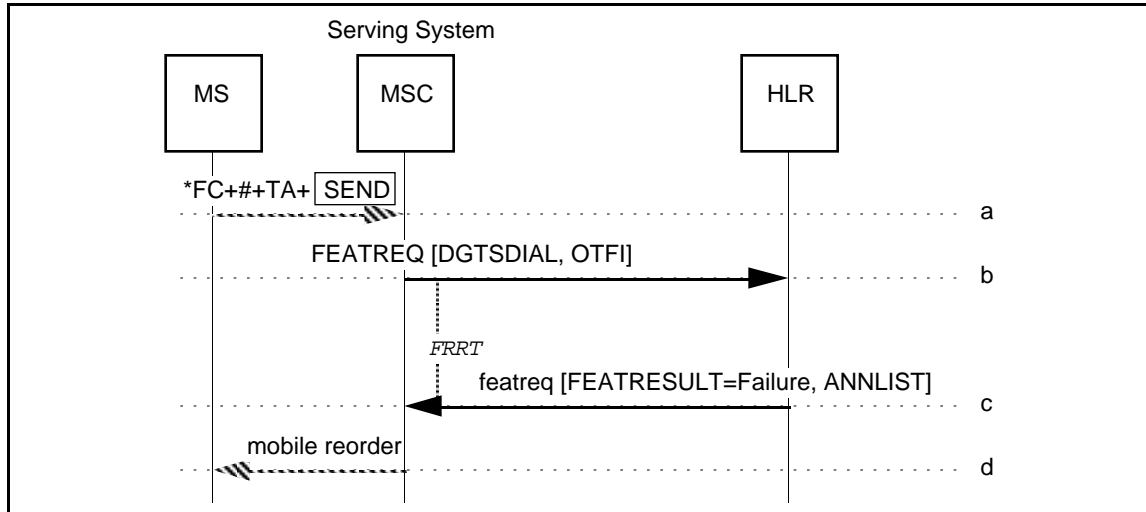 Serving System
MS
MSC
HLR
*FC+#+TA+ SEND
a
FEATREQ [DGTSDIAL, OTFI]
b
FRRT
featreq [FEATRESULT=Failure, ANNLIST]
c
mobile reorder
d